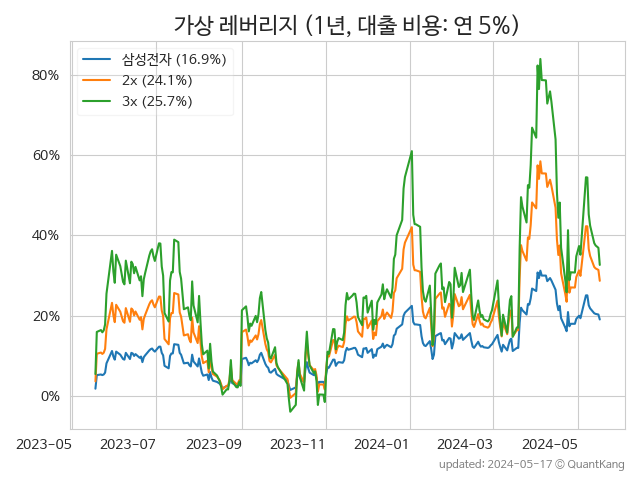 가상 레버리지 (1년, 대출 비용: 연 5%)
삼성전자 (16.9%)
2x (24.1%)
3x (25.7%)
80%
60%
40%
20%
0%
2023-05 2023-07 2023-09 2023-11 2024-01 2024-03 2024-05
updated: 2024-05-17 © QuantKang